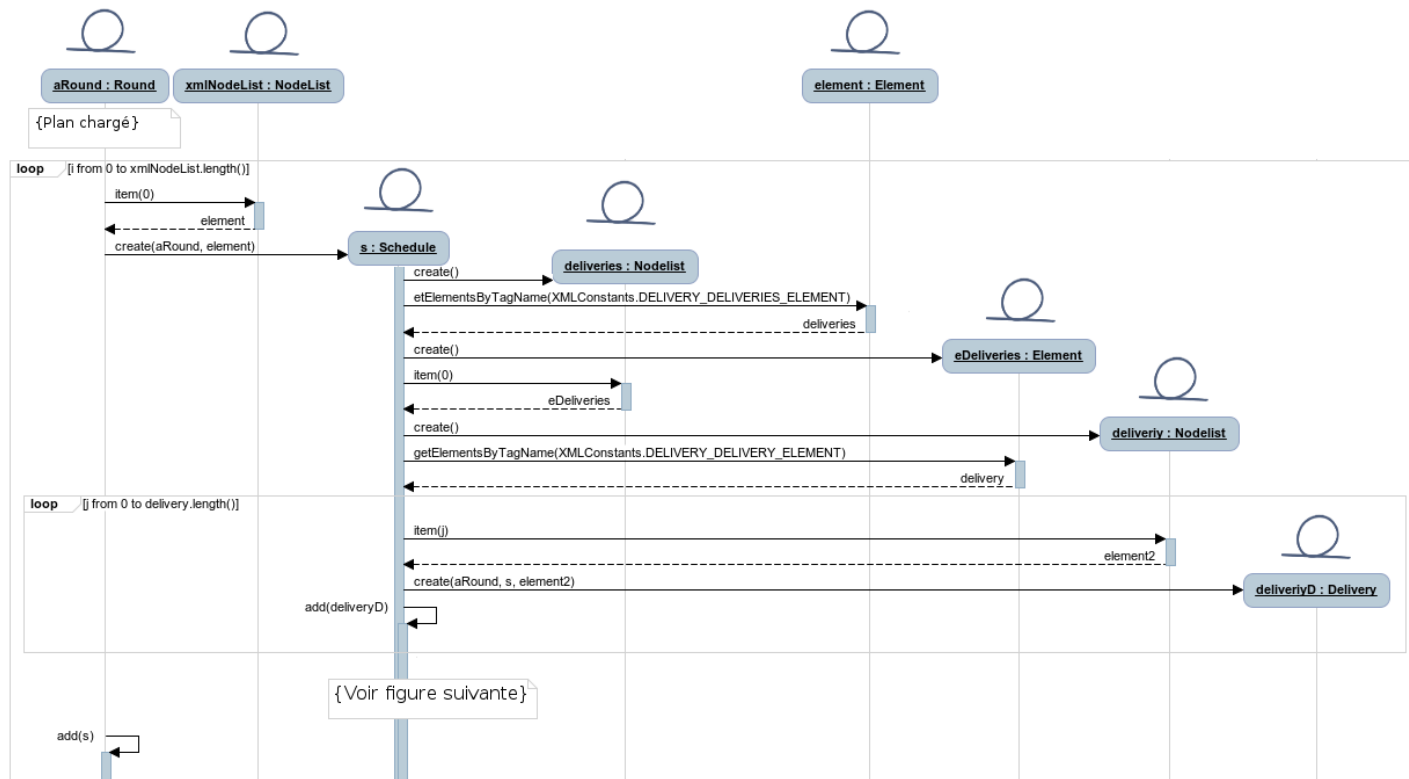 aRound : Round
xmlNodeList : NodeList
element : Element
{Plan chargé}
loop
[i from 0 to xmlNodeList.length()]
item(0)
element
create(aRound, element)
s : Schedule
deliveries : Nodelist
create()
etElementsByTagName(XMLConstants.DELIVERY_DELIVERIES_ELEMENT)
deliveries
create()
eDeliveries : Element
item(0)
eDeliveries
create()
deliveriy : Nodelist
getElementsByTagName(XMLConstants.DELIVERY_DELIVERY_ELEMENT)
delivery
loop
[j from 0 to delivery.length()]
item(j)
element2
create(aRound, s, element2)
deliveriyD : Delivery
add(deliveryD)
{Voir figure suivante}
add(s)